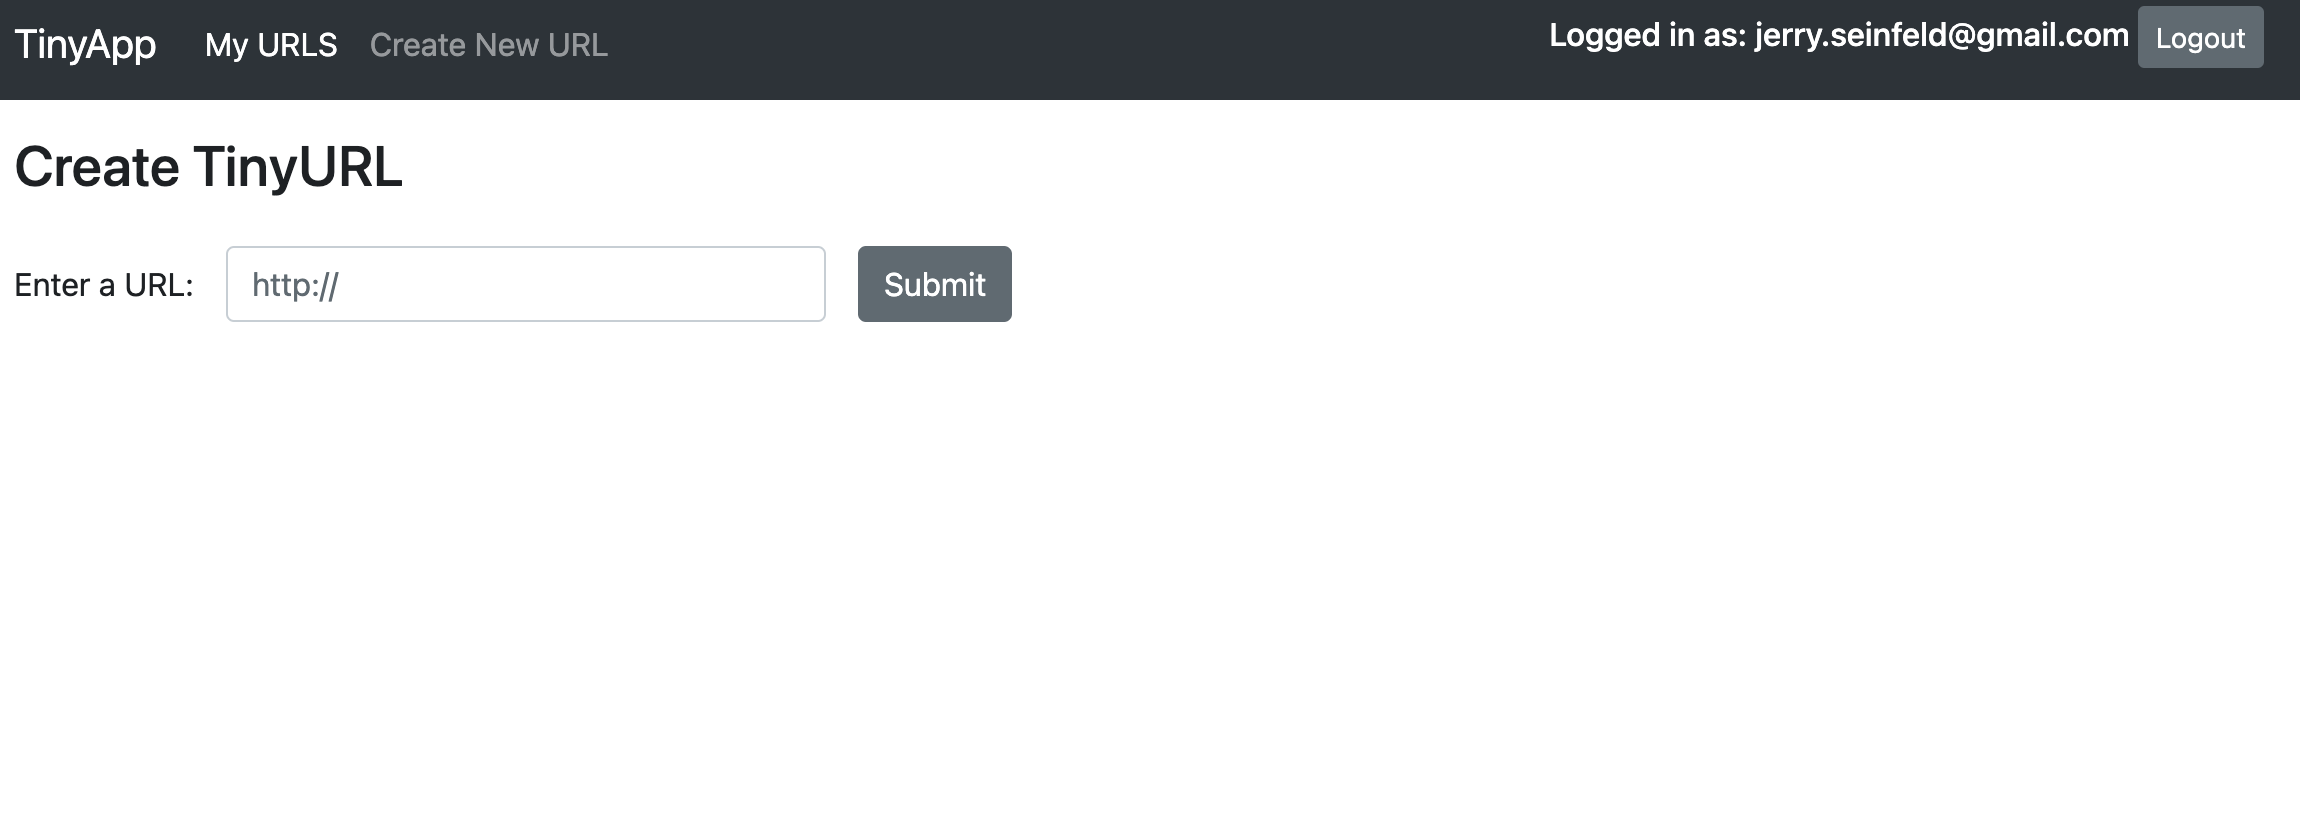 TinyApp My URLS Create New URL Logged in as: jerry.seinfeld@gmail.com Logout
Create TinyURL
Enter a URL: http:// Submit